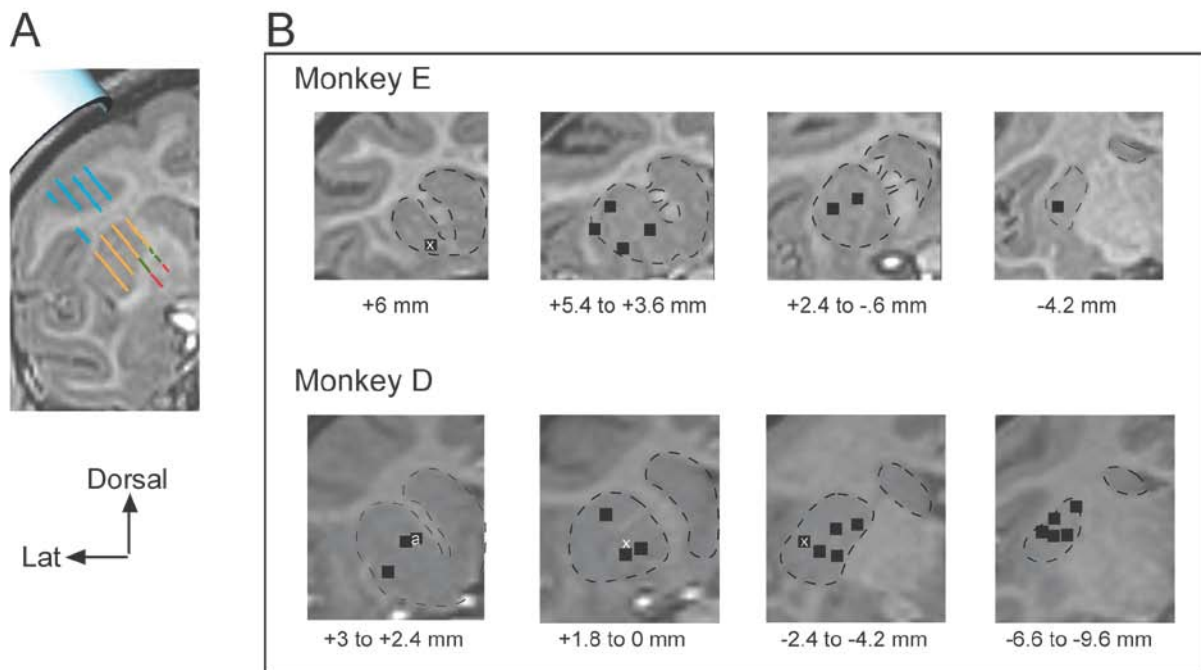 A
B
Monkey E
x
+6 mm
+5.4 to +3.6 mm
+2.4 to -.6 mm
-4.2 mm
Monkey D
a
x
x
+3 to +2.4 mm
+1.8 to 0 mm
-2.4 to -4.2 mm
-6.6 to -9.6 mm
Dorsal
Lat